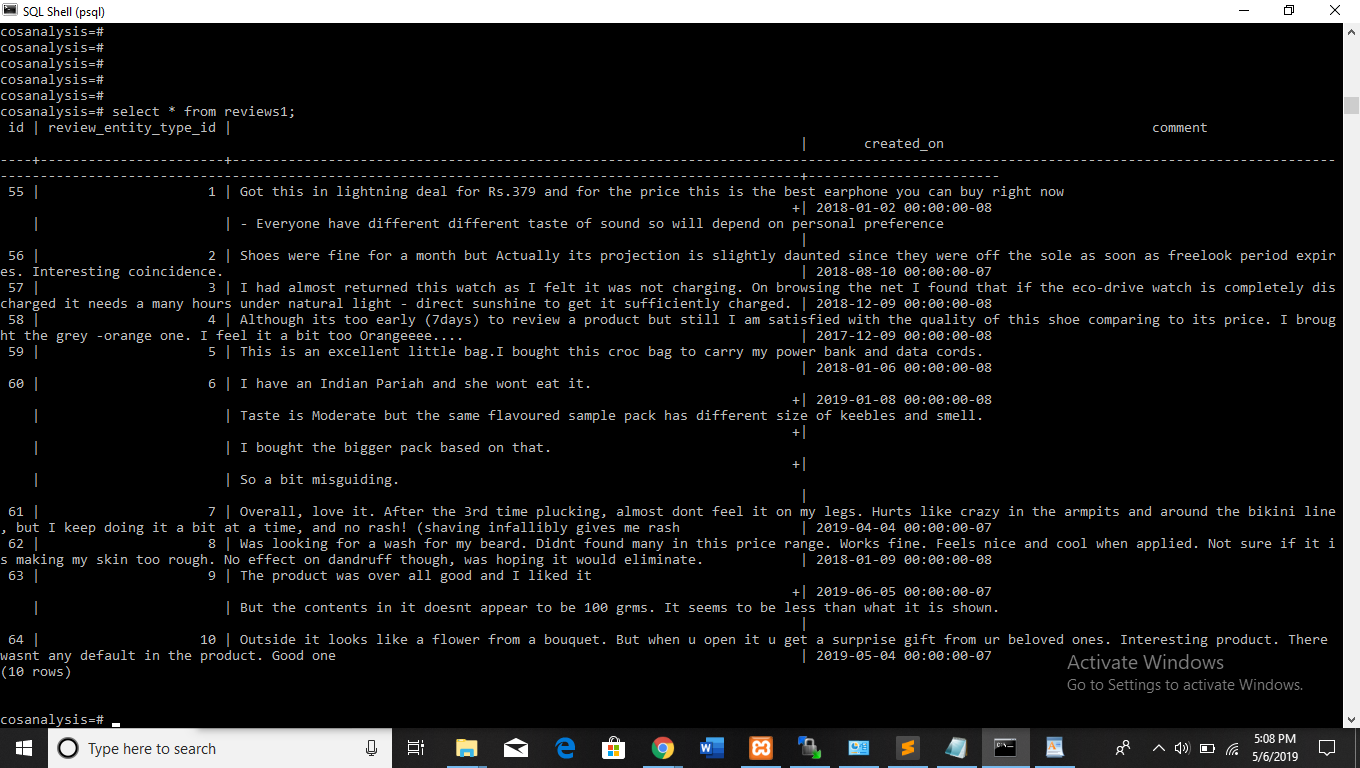 SQL Shell (psql)
cosanalysis=#
cosanalysis=#
cosanalysis=#
cosanalysis=#
cosanalysis=#
cosanalysis=# select * from reviews1;
 id | review_entity_type_id | comment
| created_on
----+-----------------------+------------------------------------------------------------------------------------------------------------------------------------------
----------------------------------------------------------------------------------------------------+------------------------
 55 | 1 | Got this in lightning deal for Rs.379 and for the price this is the best earphone you can buy right now
+| 2018-01-02 00:00:00-08
 | | - Everyone have different different taste of sound so will depend on personal preference
|
 56 | 2 | Shoes were fine for a month but Actually its projection is slightly daunted since they were off the sole as soon as freelook period expir
es. Interesting coincidence. | 2018-08-10 00:00:00-07
 57 | 3 | I had almost returned this watch as I felt it was not charging. On browsing the net I found that if the eco-drive watch is completely dis
charged it needs a many hours under natural light - direct sunshine to get it sufficiently charged. | 2018-12-09 00:00:00-08
 58 | 4 | Although its too early (7days) to review a product but still I am satisfied with the quality of this shoe comparing to its price. I broug
ht the grey -orange one. I feel it a bit too Orangeeee.... | 2017-12-09 00:00:00-08
 59 | 5 | This is an excellent little bag.I bought this croc bag to carry my power bank and data cords.
| 2018-01-06 00:00:00-08
 60 | 6 | I have an Indian Pariah and she wont eat it.
+| 2019-01-08 00:00:00-08
 | | Taste is Moderate but the same flavoured sample pack has different size of keebles and smell.
+|
 | | I bought the bigger pack based on that.
+|
 | | So a bit misguiding.
|
 61 | 7 | Overall, love it. After the 3rd time plucking, almost dont feel it on my legs. Hurts like crazy in the armpits and around the bikini line
, but I keep doing it a bit at a time, and no rash! (shaving infallibly gives me rash | 2019-04-04 00:00:00-07
 62 | 8 | Was looking for a wash for my beard. Didnt found many in this price range. Works fine. Feels nice and cool when applied. Not sure if it i
s making my skin too rough. No effect on dandruff though, was hoping it would eliminate. | 2018-01-09 00:00:00-08
 63 | 9 | The product was over all good and I liked it
+| 2019-06-05 00:00:00-07
 | | But the contents in it doesnt appear to be 100 grms. It seems to be less than what it is shown.
|
 64 | 10 | Outside it looks like a flower from a bouquet. But when u open it u get a surprise gift from ur beloved ones. Interesting product. There
wasnt any default in the product. Good one | 2019-05-04 00:00:00-07
(10 rows)
Activate Windows
Go to Settings to activate Windows.
cosanalysis=#
Type here to search
5:08 PM
5/6/2019